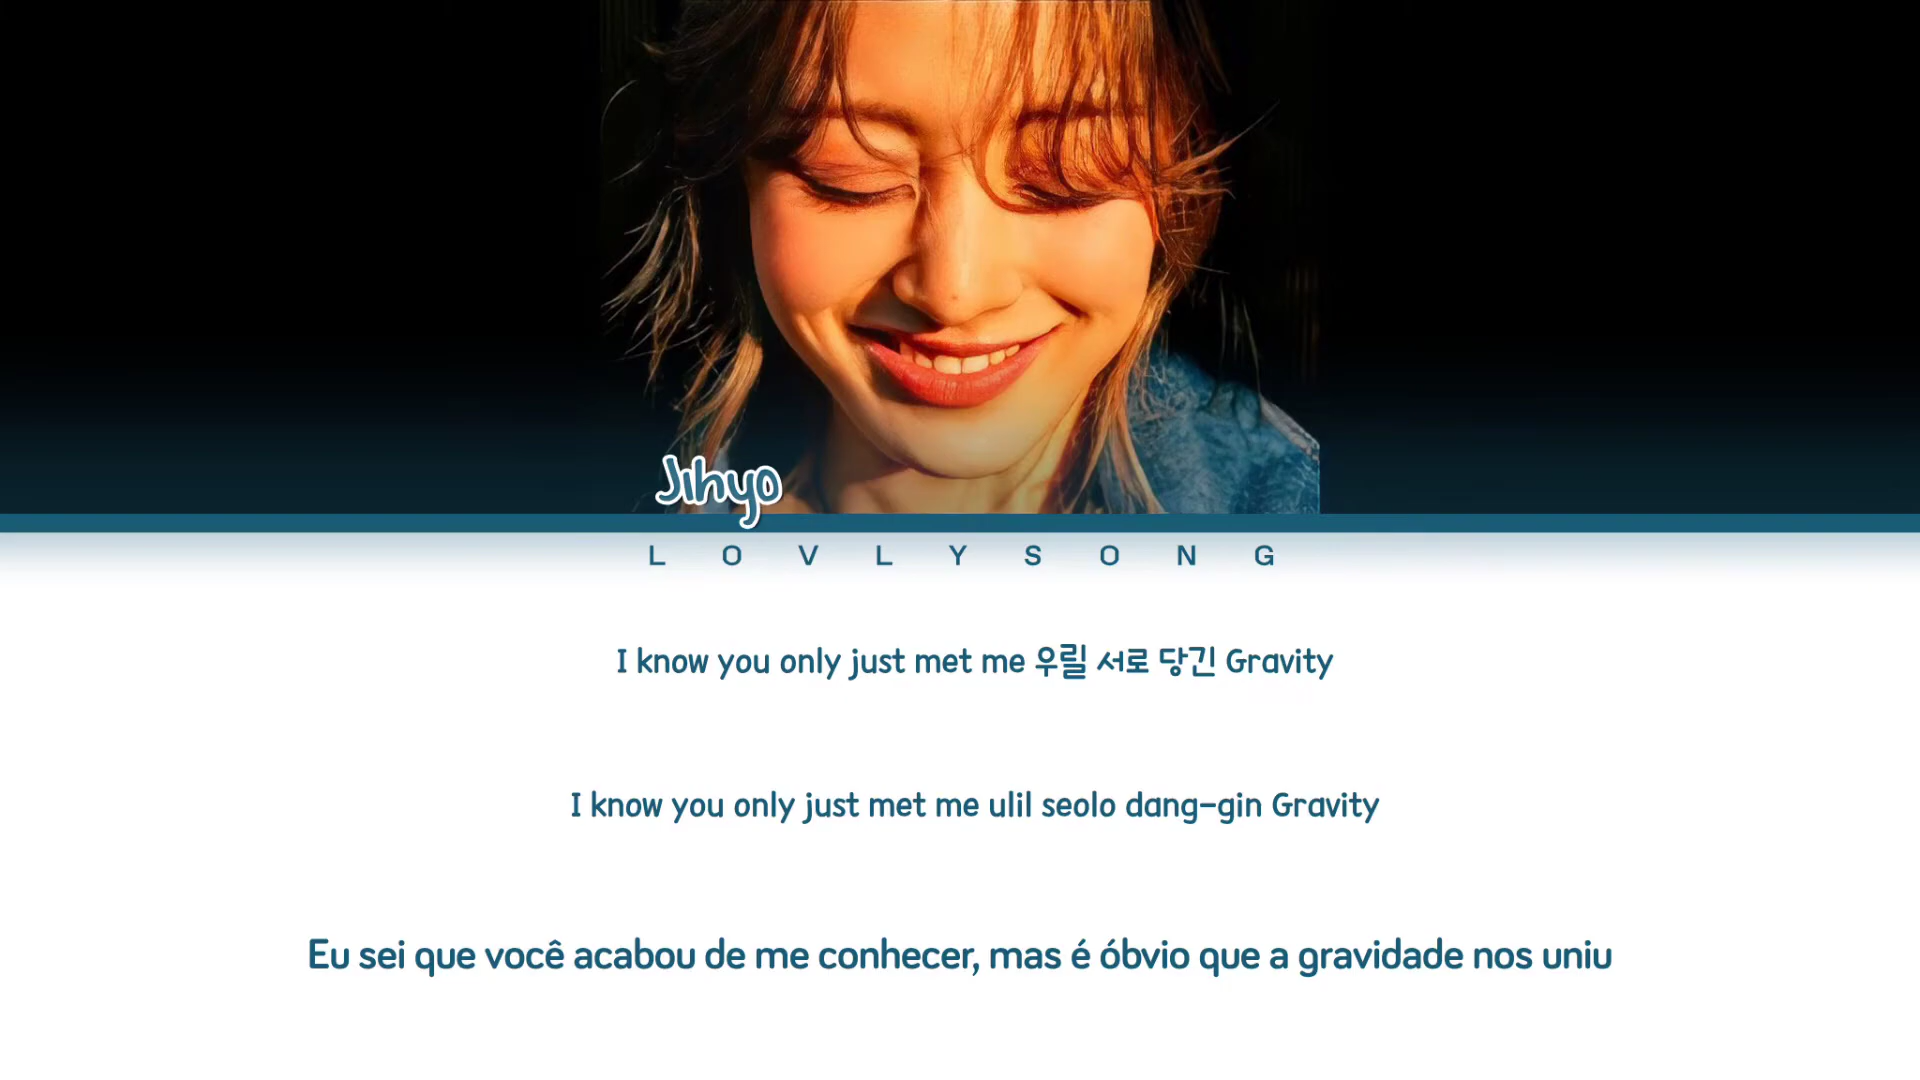 Jihyo
LOVLYSONG
I know you only just met me 우릴 서로 당긴 Gravity
I know you only just met me ulil seolo dang-gin Gravity
Eu sei que você acabou de me conhecer, mas é óbvio que a gravidade nos uniu